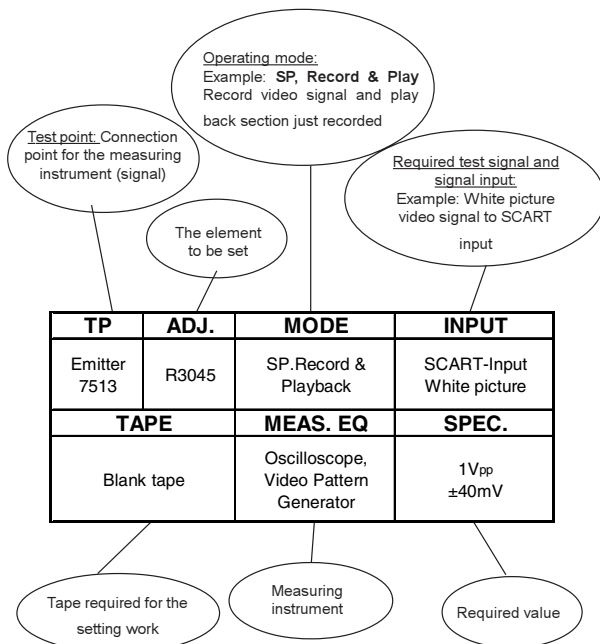 Operating mode:
Example: SP, Record & Play
Record video signal and play
back section just recorded
Test point: Connection
point for the measuring
instrument (signal)
Required test signal and
signal input:
Example: White picture
video signal to SCART
input
The element
to be set
TP ADJ. MODE INPUT
Emitter
7513
R3045
SP.Record &
Playback
SCART-Input
White picture
TAPE MEAS. EQ SPEC.
Blank tape
Oscilloscope,
Video Pattern
Generator
1Vpp
±40mV
Tape required for the
setting work
Measuring
instrument
Required value